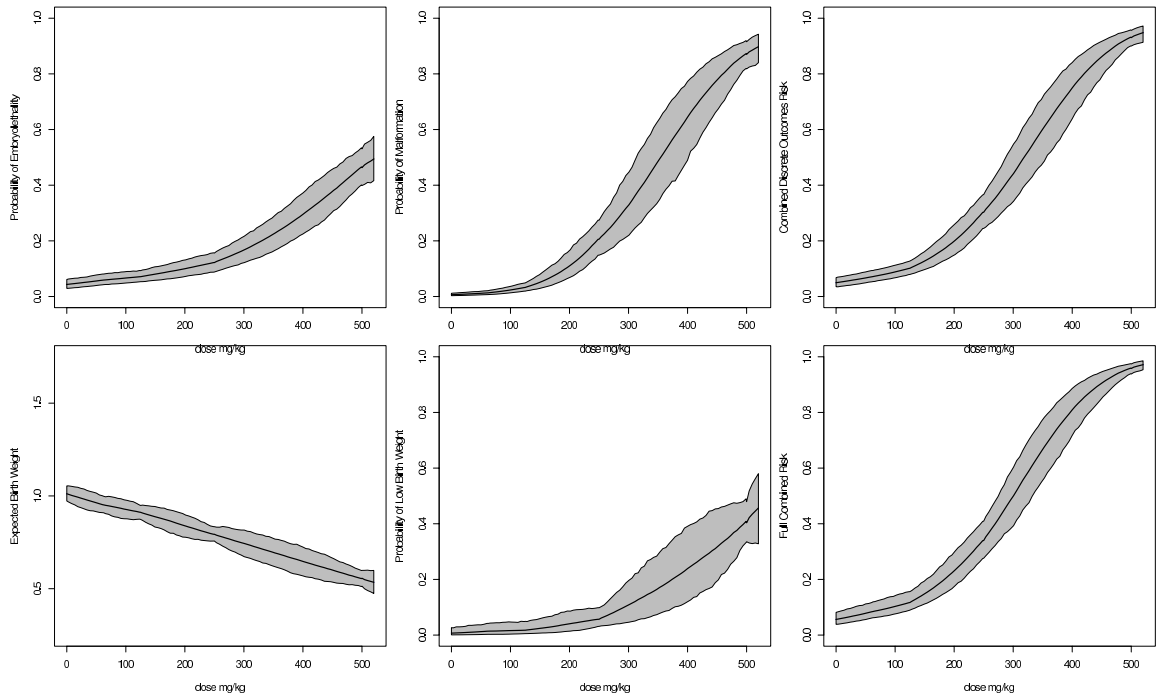 Probability of Embryolethality
0.0 0.2 0.4 0.6 0.8 1.0
0 100 200 300 400 500
dose mg/kg
Probability of Malformation
0.0 0.2 0.4 0.6 0.8 1.0
0 100 200 300 400 500
dose mg/kg
Combined Discrete Outcomes Risk
0.0 0.2 0.4 0.6 0.8 1.0
0 100 200 300 400 500
dose mg/kg
Expected Birth Weight
0.5 1.0 1.5
0 100 200 300 400 500
dose mg/kg
Probability of Low Birth Weight
0.0 0.2 0.4 0.6 0.8 1.0
0 100 200 300 400 500
dose mg/kg
Full Combined Risk
0.0 0.2 0.4 0.6 0.8 1.0
0 100 200 300 400 500
dose mg/kg